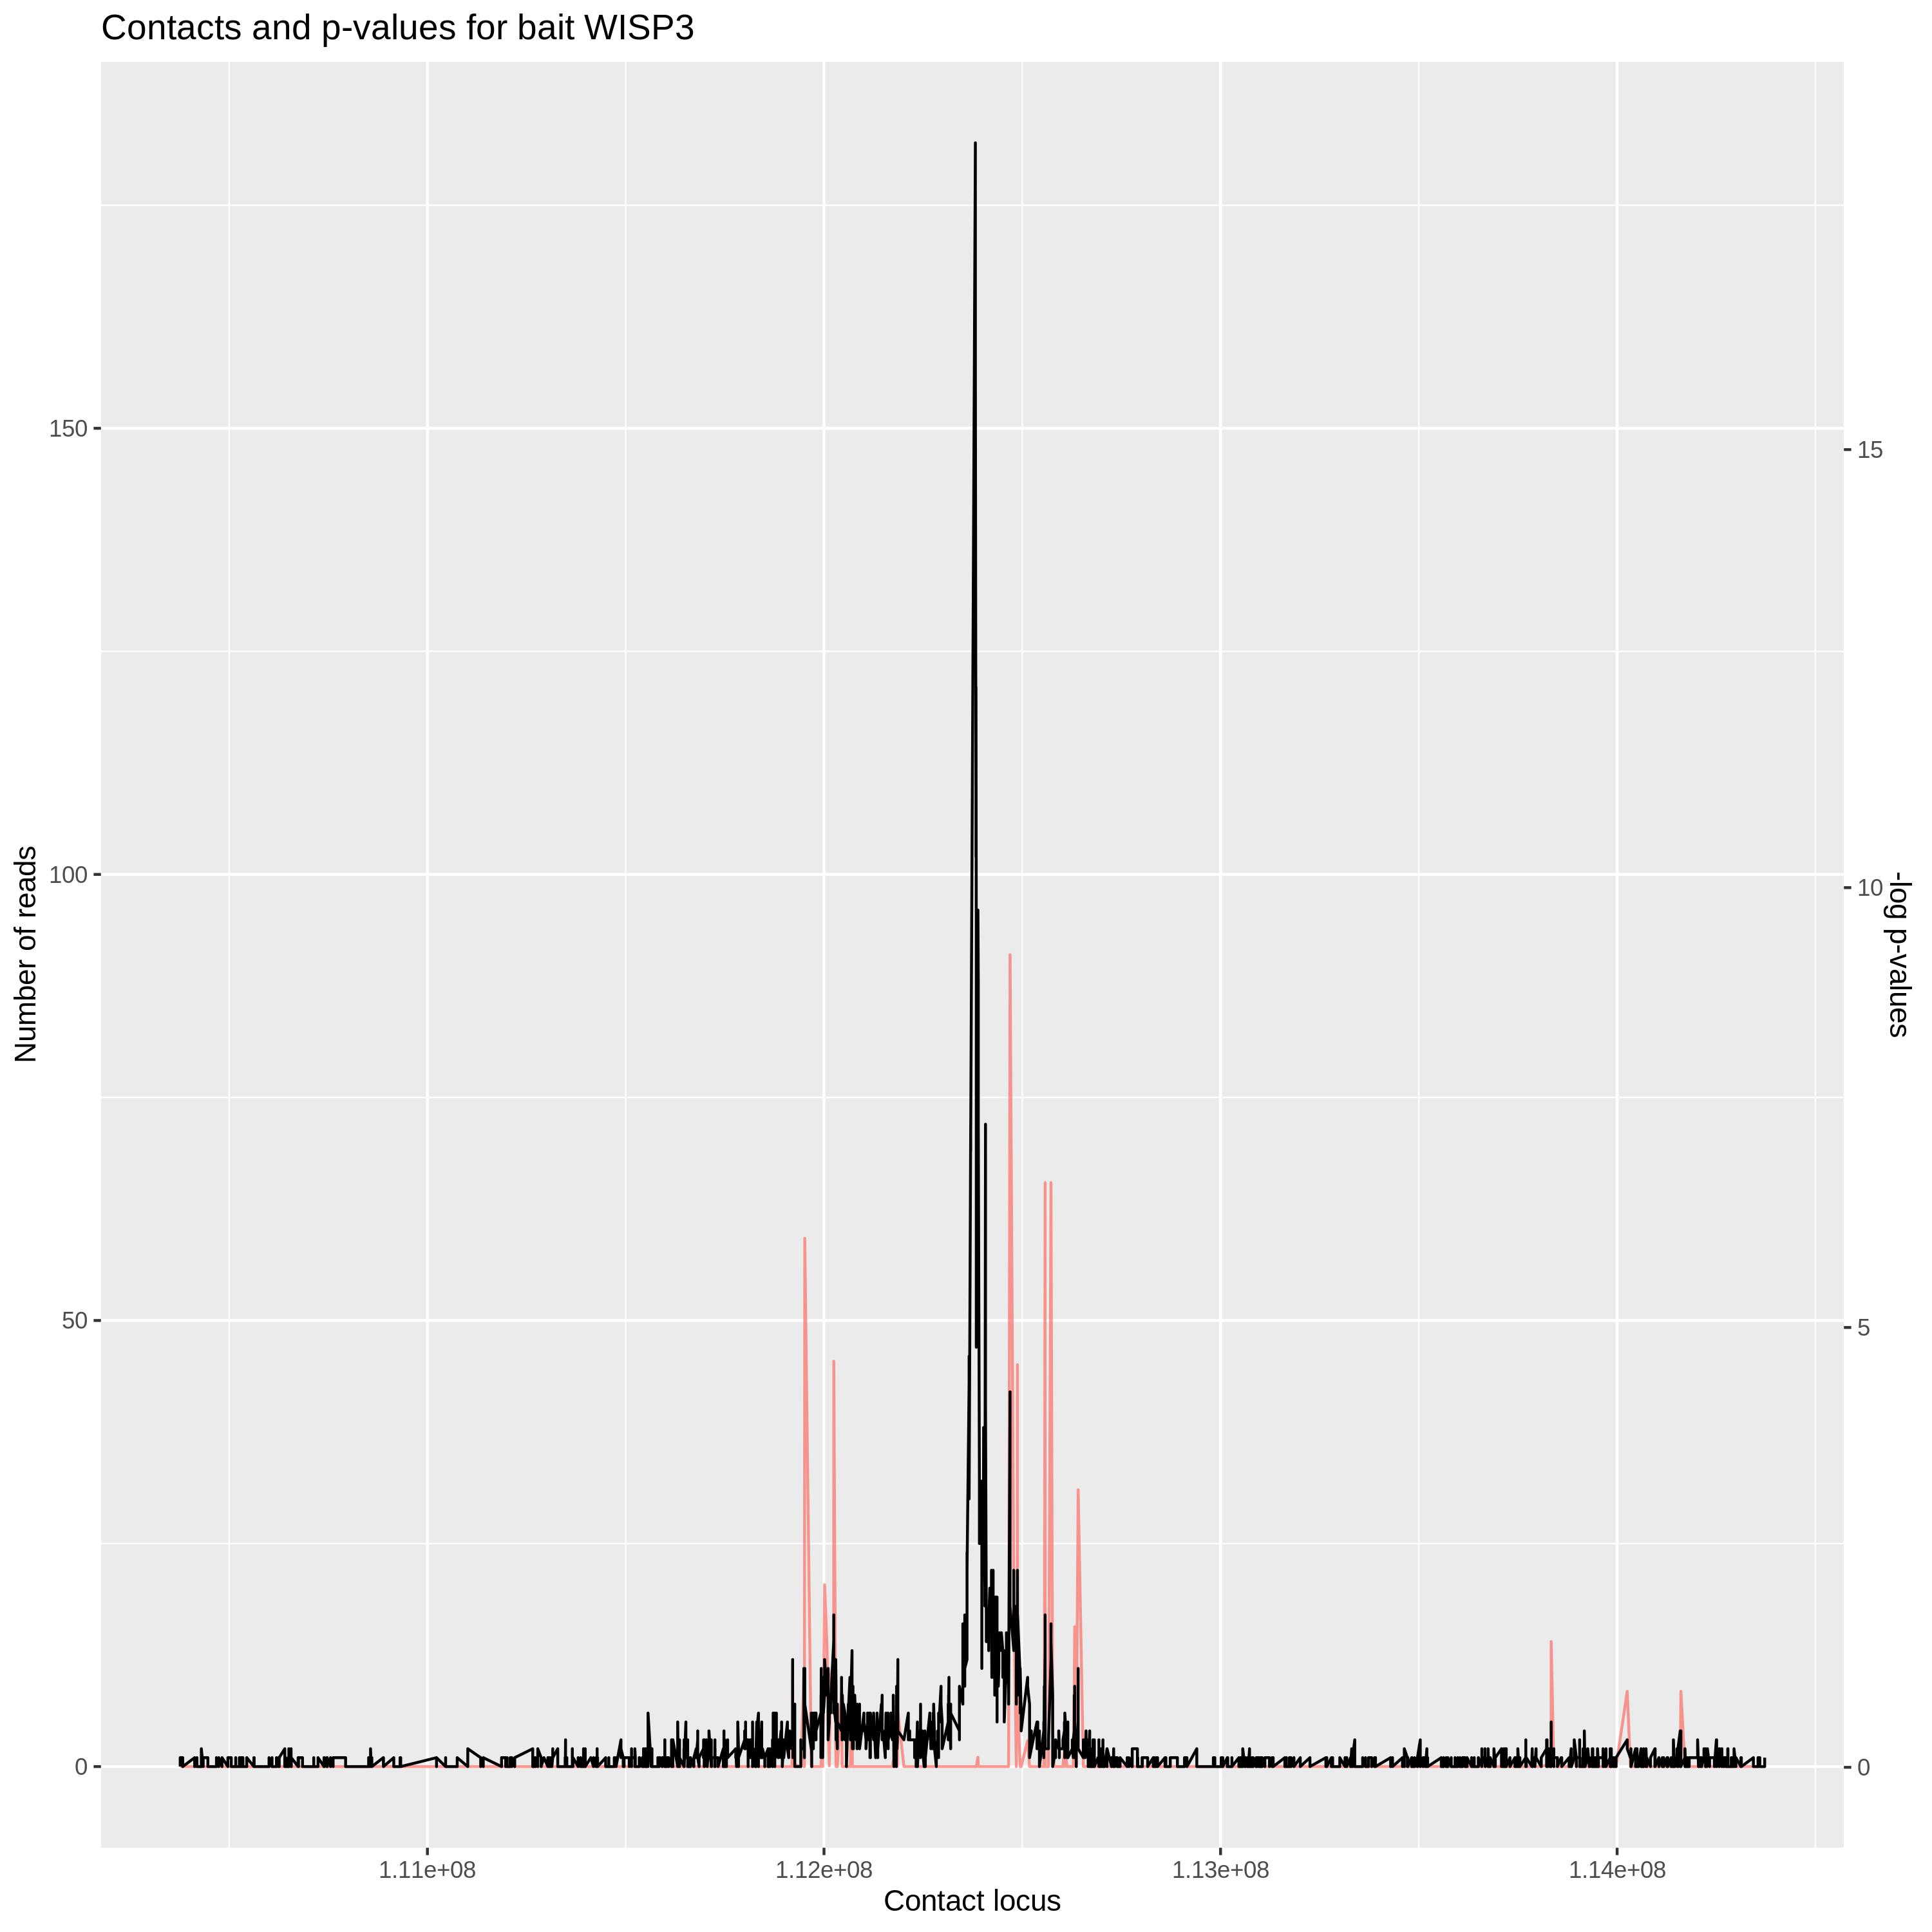 Contacts and p-values for bait WISP3
150
100
50
0
Number of reads
15
10
5
0
-log p-values
1.11e+08
1.12e+08
1.13e+08
1.14e+08
Contact locus